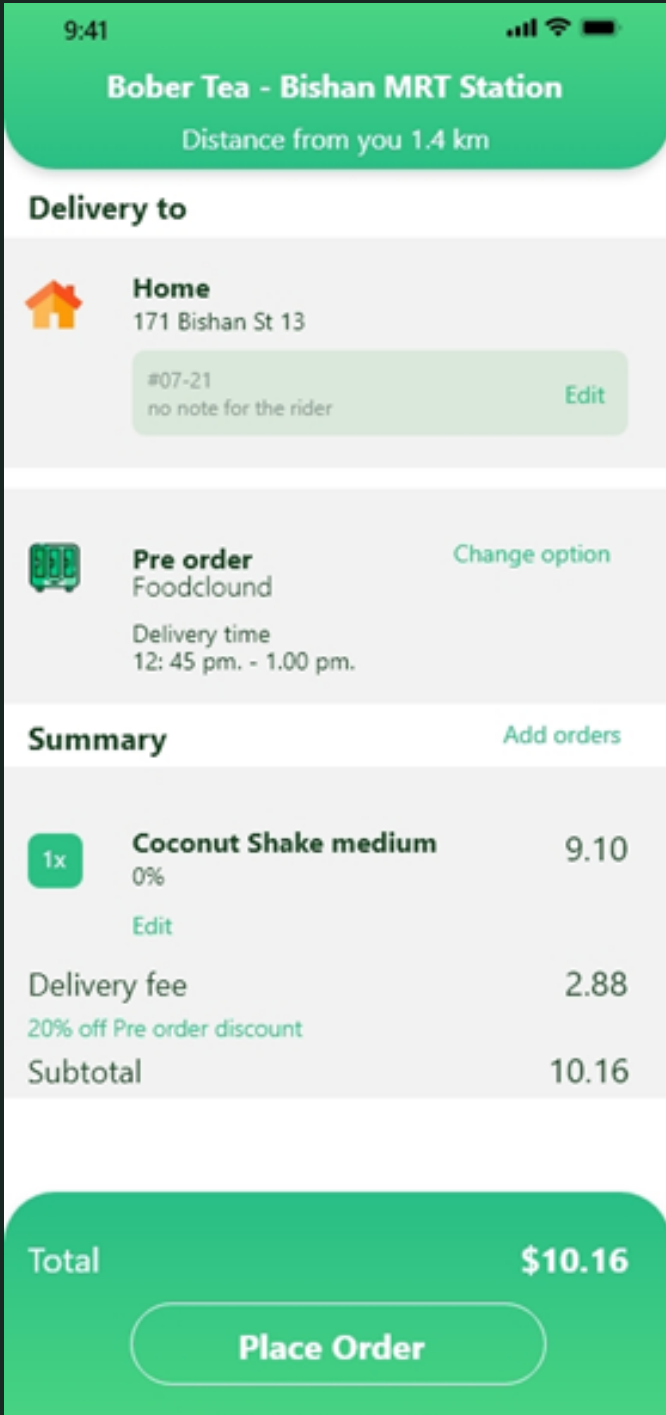 9:41
Bober Tea - Bishan MRT Station
Distance from you 1.4 km
Delivery to
Home
171 Bishan St 13
#07-21
no note for the rider
Edit
Pre order
Change option
Foodclound
Delivery time
12: 45 pm. - 1.00 pm.
Summary
Add orders
1x
Coconut Shake medium
9.10
0%
Edit
Delivery fee
2.88
20% off Pre order discount
Subtotal
10.16
Total
$10.16
Place Order